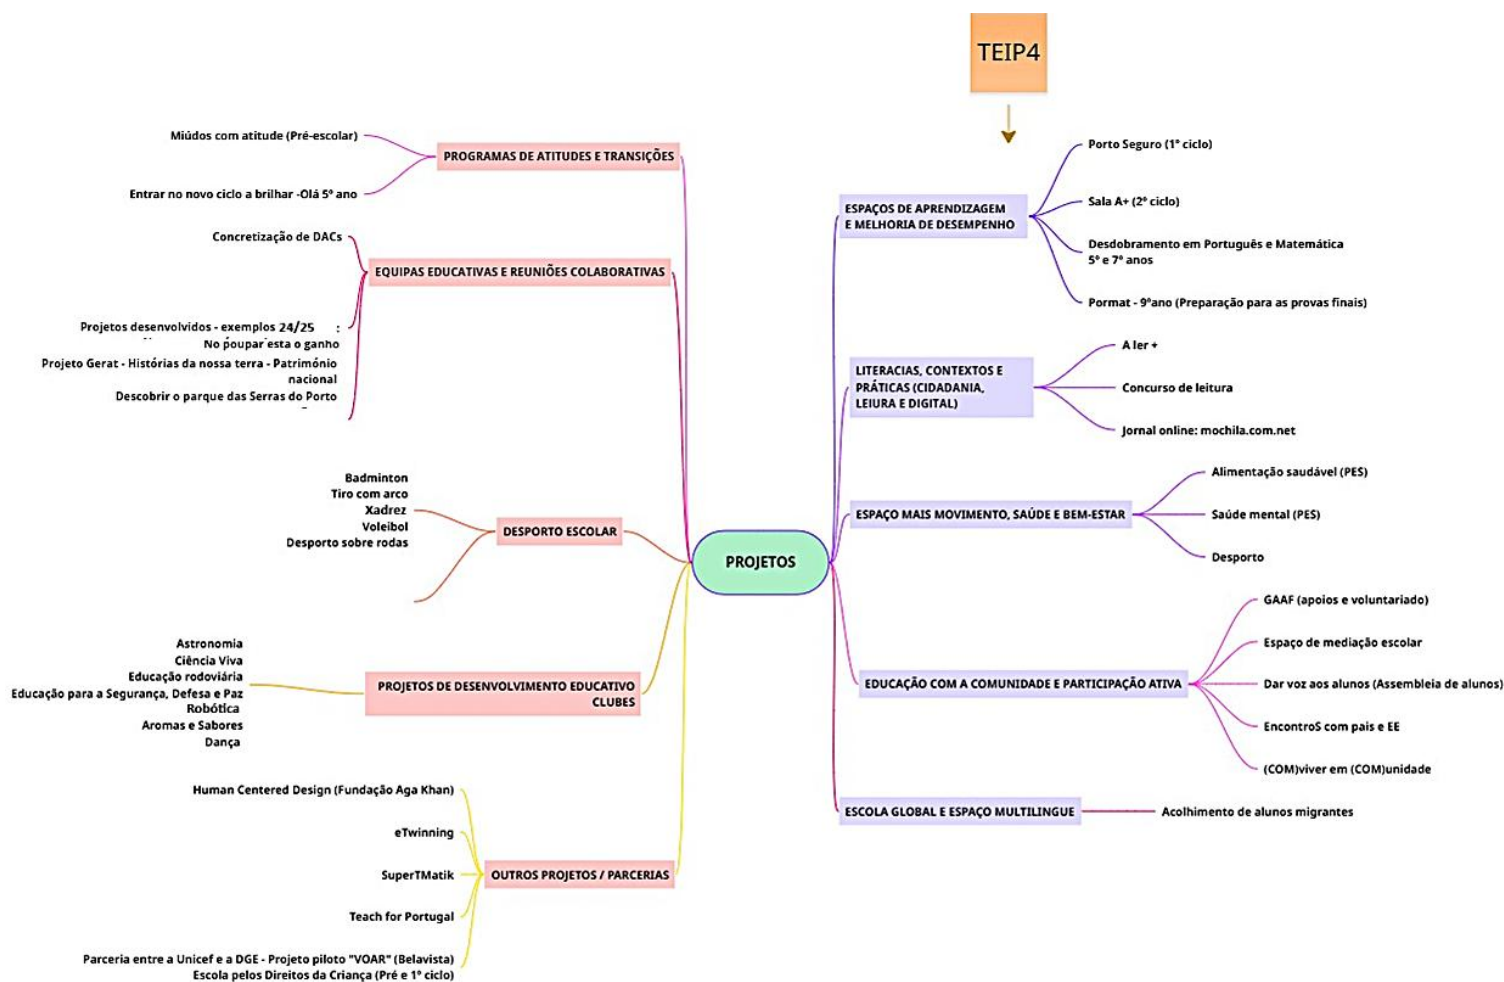 TEIP4
Miúdos com atitude (Pré-escolar)
PROGRAMAS DE ATITUDES E TRANSIÇÕES
Entrar no novo ciclo a brilhar -Olá 5º ano
Concretização de DACs
EQUIPAS EDUCATIVAS E REUNIÕES COLABORATIVAS
Projetos desenvolvidos - exemplos 24/25 :
No poupar esta o ganho
Projeto Gerat - Histórias da nossa terra - Património
nacional
Descobrir o parque das Serras do Porto
Badminton
Tiro com arco
Xadrez
Voleibol
Desporto sobre rodas
DESPORTO ESCOLAR
Astronomia
Ciência Viva
Educação rodoviária
Educação para a Segurança, Defesa e Paz
Robótica
Aromas e Sabores
Dança
PROJETOS DE DESENVOLVIMENTO EDUCATIVO
CLUBES
Human Centered Design (Fundação Aga Khan)
eTwinning
SuperTMatik
Teach for Portugal
Parceria entre a Unicef e a DGE - Projeto piloto "VOAR" (Belavista)
Escola pelos Direitos da Criança (Pré e 1º ciclo)
OUTROS PROJETOS / PARCERIAS
PROJETOS
ESPAÇOS DE APRENDIZAGEM
E MELHORIA DE DESEMPENHO
Porto Seguro (1º ciclo)
Sala A+ (2º ciclo)
Desdobramento em Português e Matemática
5º e 7º anos
Pormat - 9ºano (Preparação para as provas finais)
LITERACIAS, CONTEXTOS E
PRÁTICAS (CIDADANIA,
LEIURA E DIGITAL)
A ler +
Concurso de leitura
Jornal online: mochila.com.net
ESPAÇO MAIS MOVIMENTO, SAÚDE E BEM-ESTAR
Alimentação saudável (PES)
Saúde mental (PES)
Desporto
EDUCAÇÃO COM A COMUNIDADE E PARTICIPAÇÃO ATIVA
GAAF (apoios e voluntariado)
Espaço de mediação escolar
Dar voz aos alunos (Assembleia de alunos)
EncontroS com pais e EE
(COM)viver em (COM)unidade
ESCOLA GLOBAL E ESPAÇO MULTILINGUE
Acolhimento de alunos migrantes